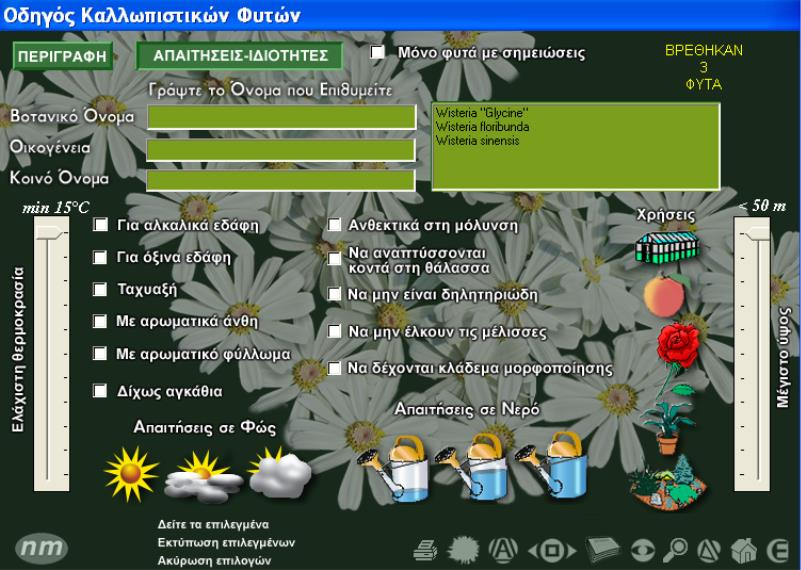 Οδηγός Καλλωπιστικών Φυτών
ΠΕΡΙΓΡΑΦΗ
ΑΠΑΙΤΗΣΕΙΣ-ΙΔΙΟΤΗΤΕΣ
Μόνο φυτά με σημειώσεις
ΒΡΕΘΗΚΑΝ
3
ΦΥΤΑ
Γράψτε το Όνομα που Επιθυμείτε
Βοτανικό Όνομα
Οικογένεια
Κοινό Όνομα
Wisteria "Glycine"
Wisteria floribunda
Wisteria sinensis
min 15°C
Ελάχιστη θερμοκρασία
Για αλκαλικά εδάφη
Για όξινα εδάφη
Ταχυαξή
Με αρωματικά άνθη
Με αρωματικό φύλλωμα
Δίχως αγκάθια
Ανθεκτικά στη μόλυνση
Να αναπτύσσονται
κοντά στη θάλασσα
Να μην είναι δηλητηριώδη
Να μην έλκουν τις μέλισσες
Να δέχονται κλάδεμα μορφοποίησης
Χρήσεις
< 50 m
Μέγιστο ύψος
Απαιτήσεις σε Φώς
Απαιτήσεις σε Νερό
Δείτε τα επιλεγμένα
Εκτύπωση επιλεγμένων
Ακύρωση επιλογών
nm